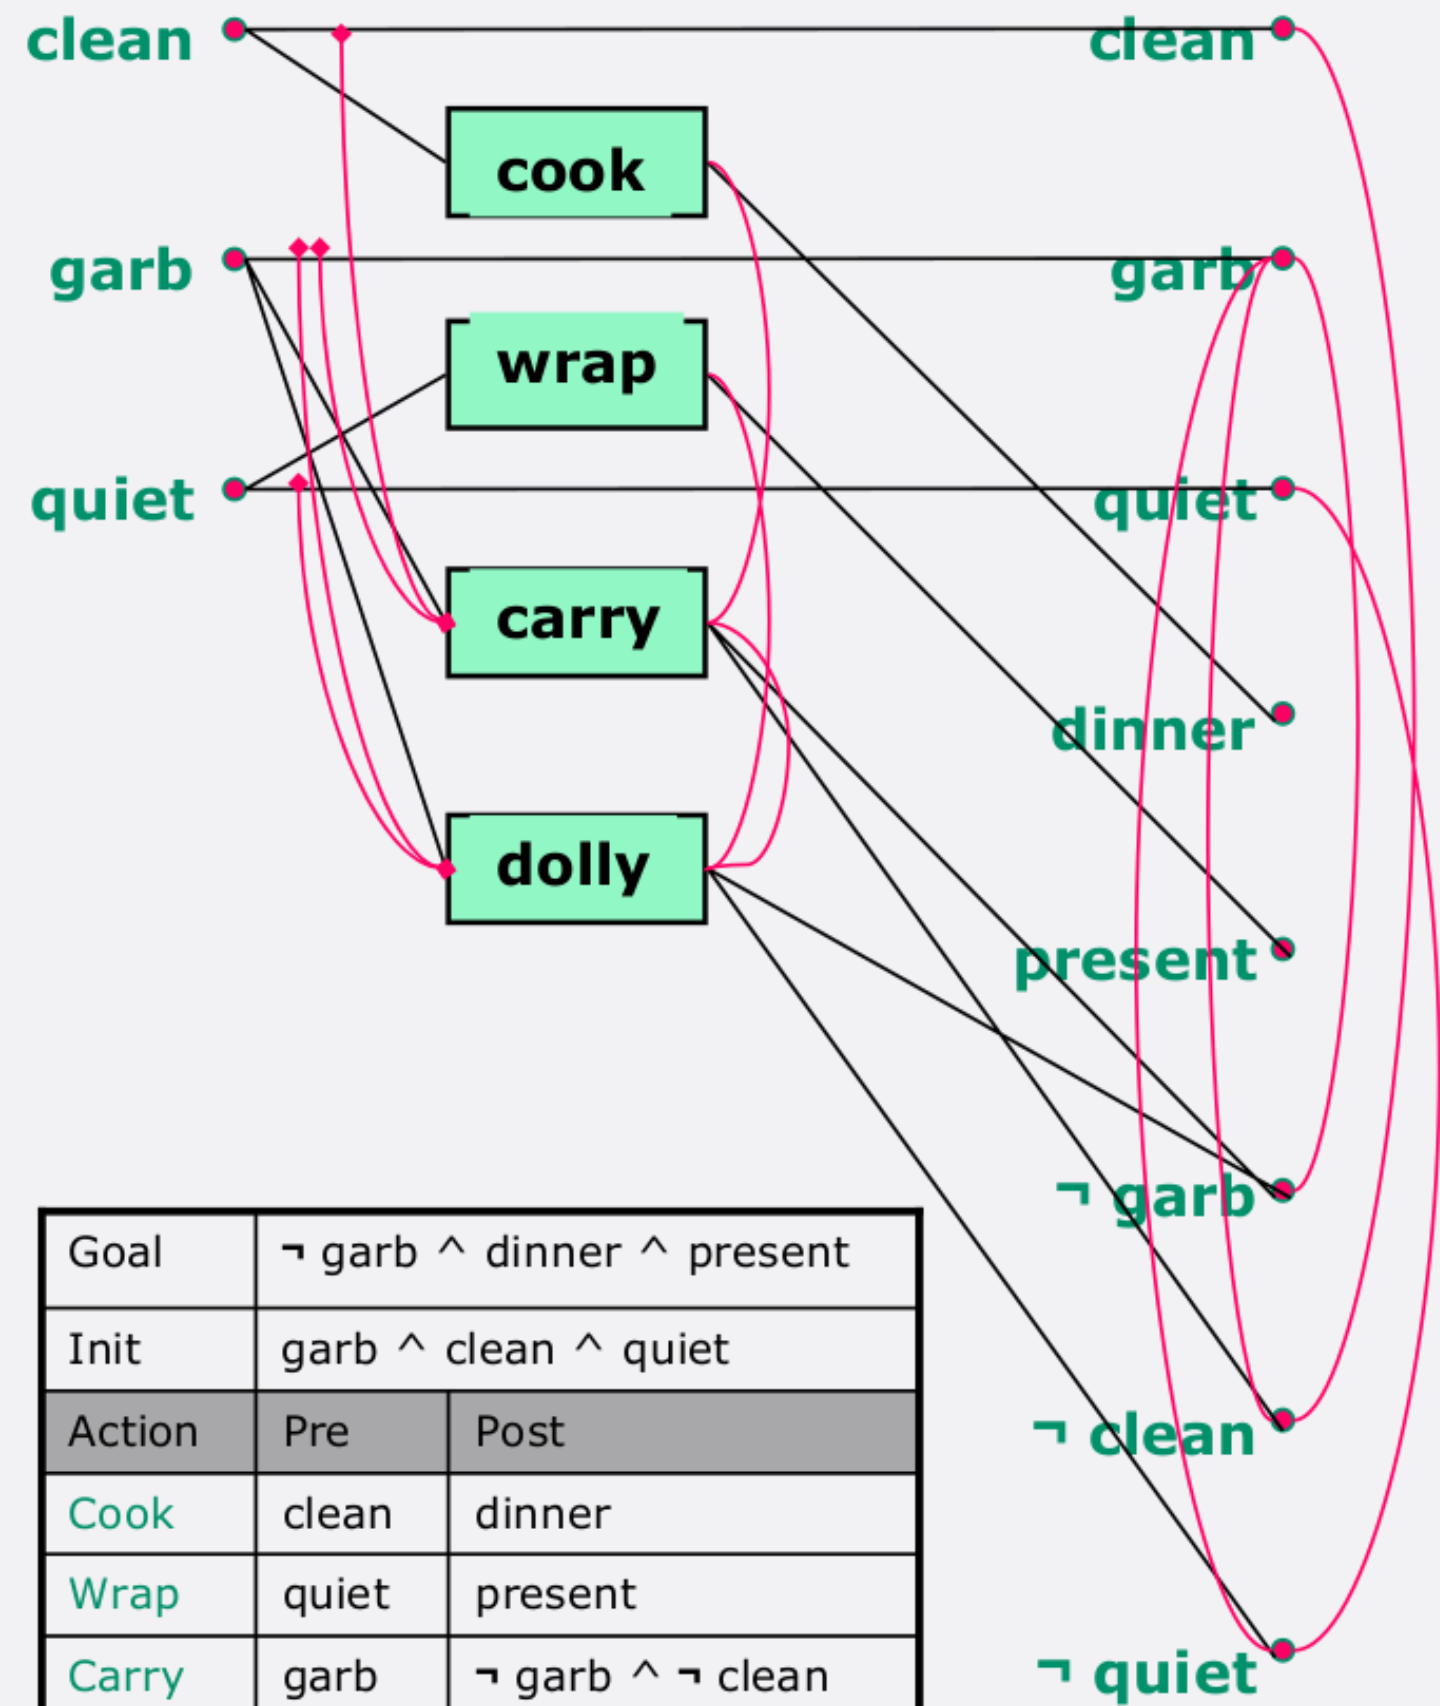 clean clean
cook
garb garb
wrap
quiet quiet
carry
dinner
dolly
present
¬ garb
Goal ¬ garb ^ dinner ^ present
Init garb ^ clean ^ quiet
Action Pre Post
¬ clean
Cook clean dinner
Wrap quiet present
Carry garb ¬ garb ^ ¬ clean
¬ quiet